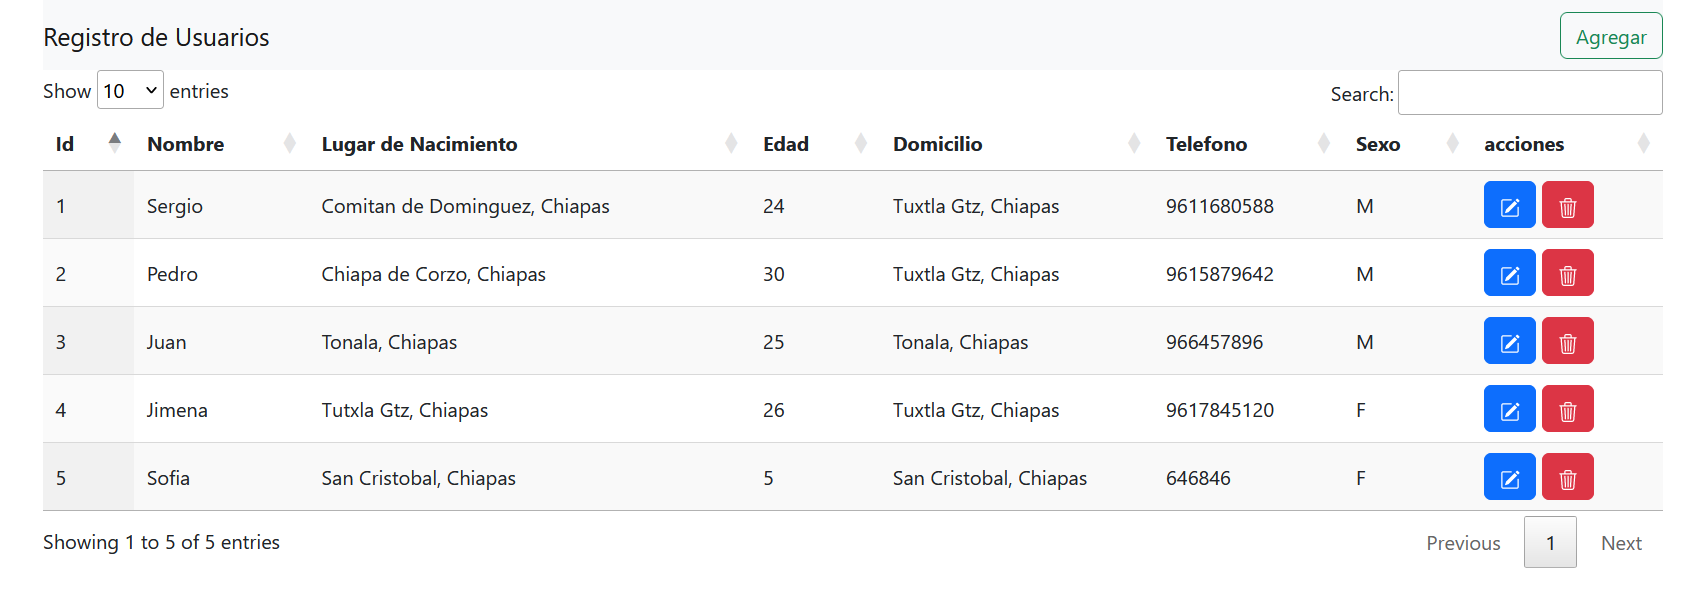 Registro de Usuarios Agregar
Show 10 entries Search:
Id Nombre Lugar de Nacimiento Edad Domicilio Telefono Sexo acciones
1 Sergio Comitan de Dominguez, Chiapas 24 Tuxtla Gtz, Chiapas 9611680588 M
2 Pedro Chiapa de Corzo, Chiapas 30 Tuxtla Gtz, Chiapas 9615879642 M
3 Juan Tonala, Chiapas 25 Tonala, Chiapas 966457896 M
4 Jimena Tutxla Gtz, Chiapas 26 Tuxtla Gtz, Chiapas 9617845120 F
5 Sofia San Cristobal, Chiapas 5 San Cristobal, Chiapas 646846 F
Showing 1 to 5 of 5 entries Previous 1 Next